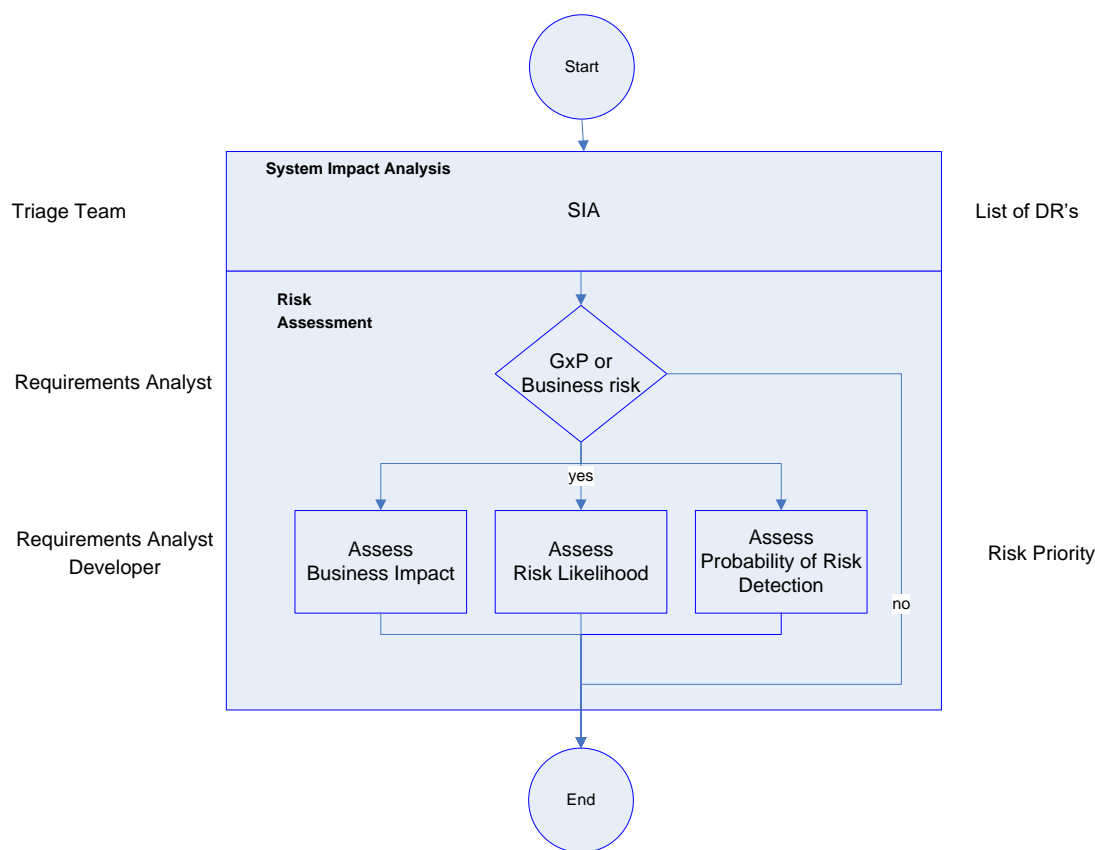 Start
System Impact Analysis
Triage Team
SIA
List of DR's
Risk
Assessment
Requirements Analyst
GxP or
Business risk
yes
Requirements Analyst
Developer
Assess
Business Impact
Assess
Risk Likelihood
Assess
Probability of Risk
Detection
Risk Priority
no
End